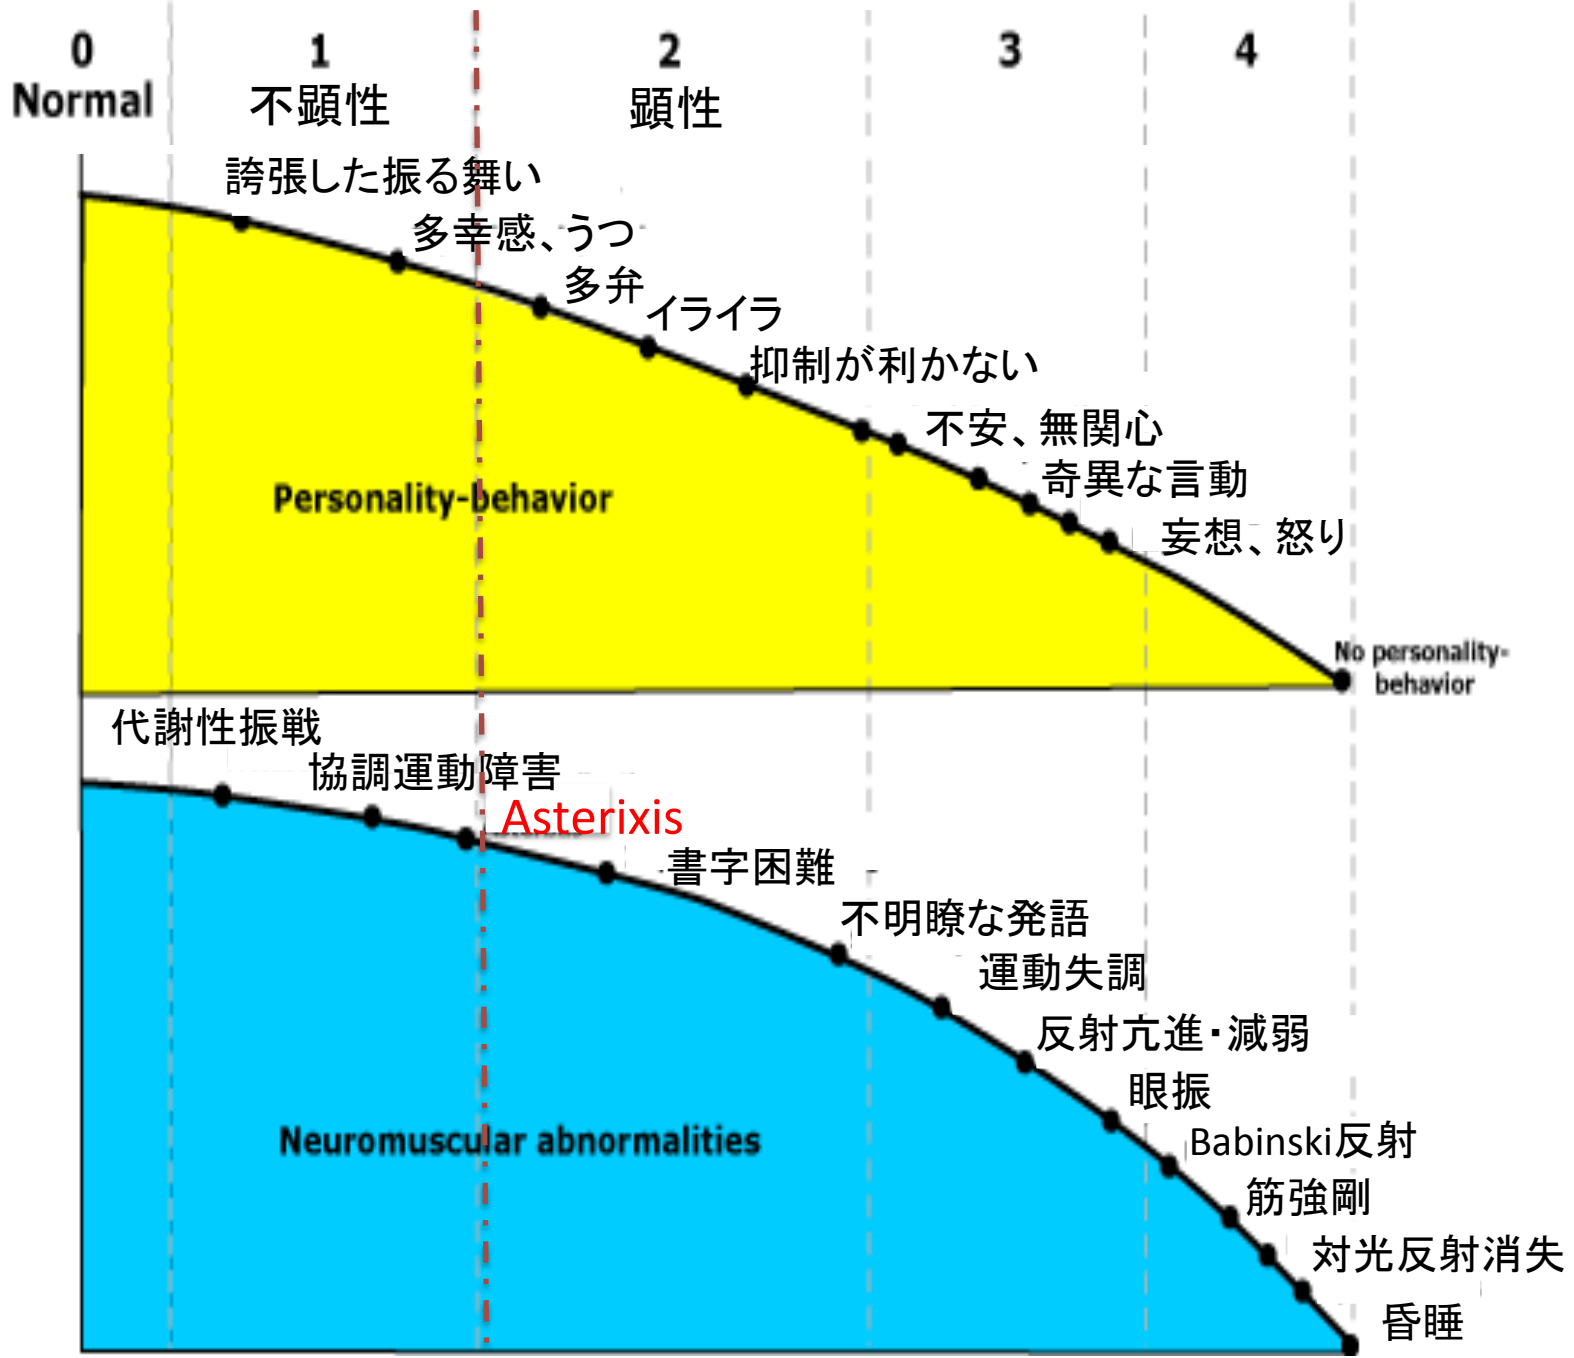 0
1
2
3
4
Normal
不顕性
顕性
誇張した振る舞い
多幸感、うつ
多弁
イライラ
抑制が利かない
不安、無関心
奇異な言動
妄想、怒り
Personality-behavior
No personality-
behavior
代謝性振戦
協調運動障害
Asterixis
書字困難
不明瞭な発語
運動失調
反射亢進・減弱
眼振
Neuromuscular abnormalities
Babinski反射
筋強剛
対光反射消失
昏睡